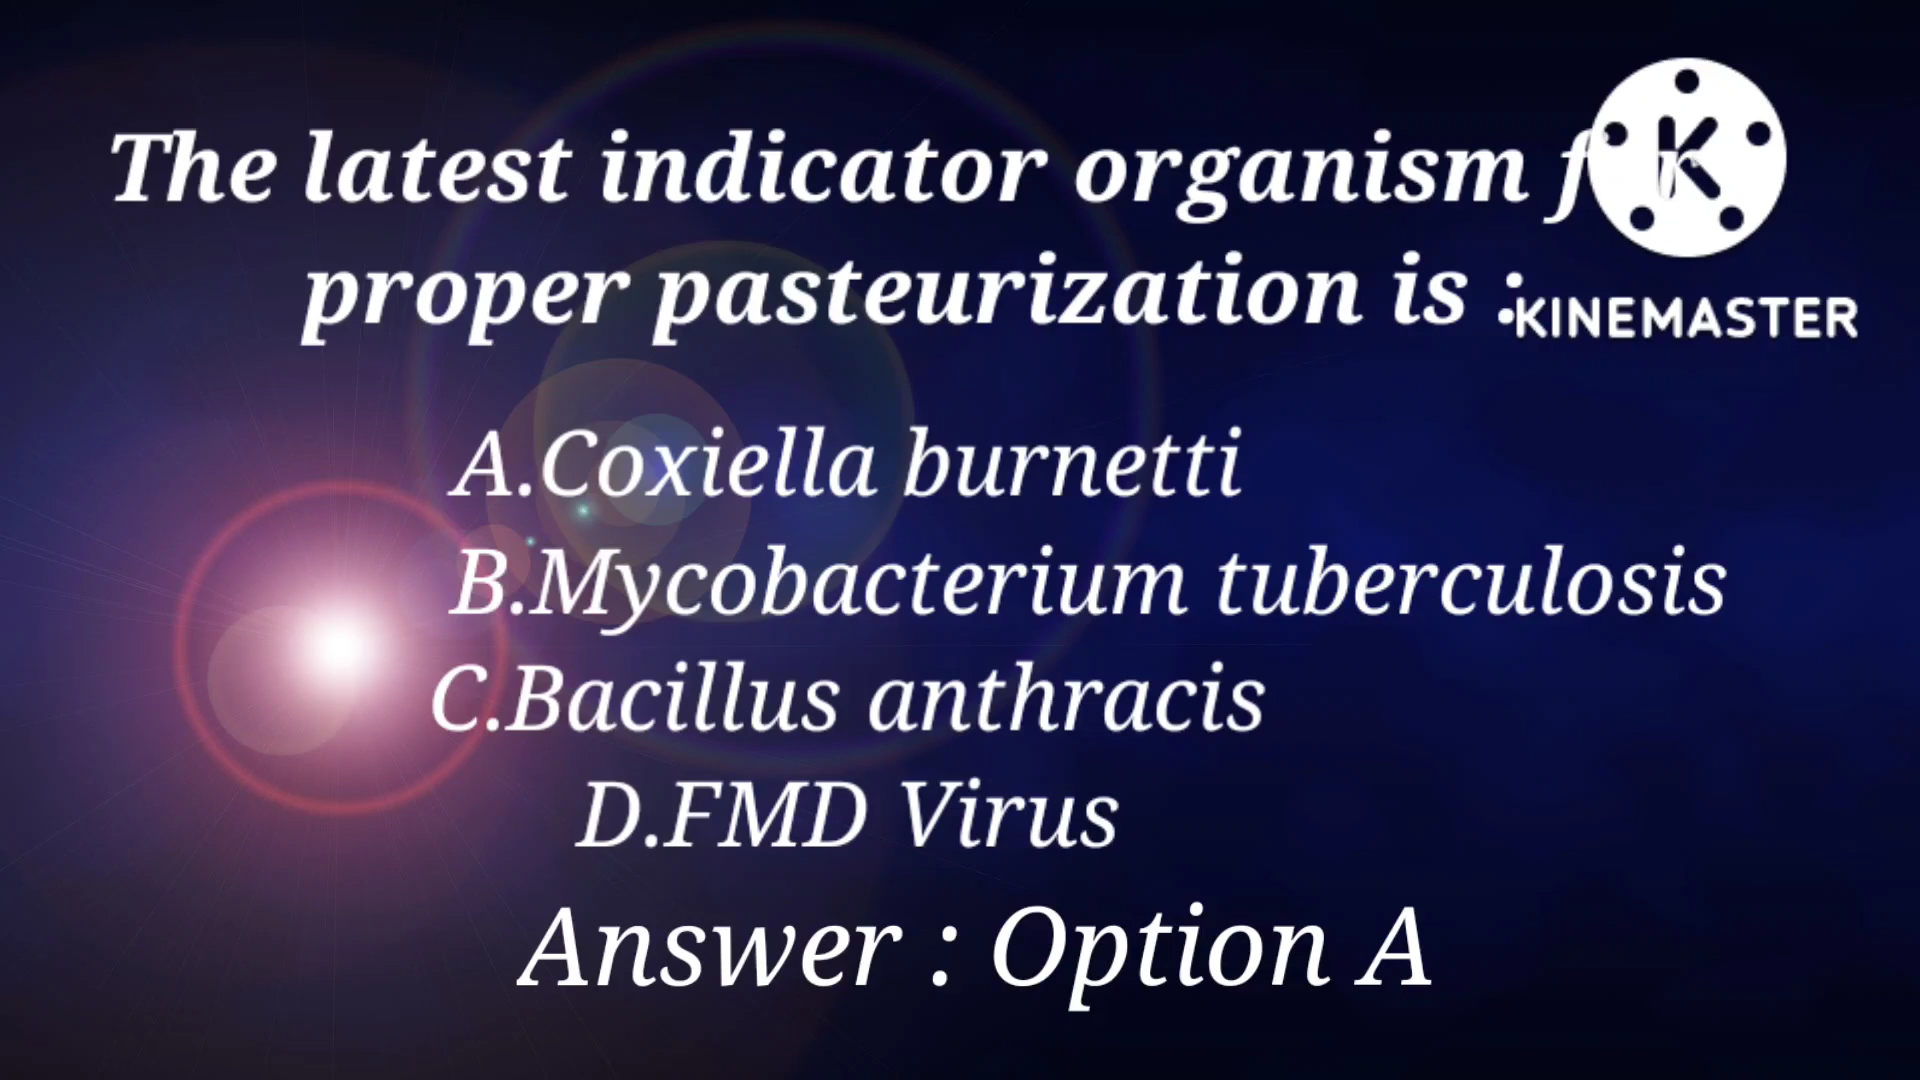 The latest indicator organism
proper pasteurization is :
KINEMASTER
A.Coxiella burnetti
B.Mycobacterium tuberculosis
C.Bacillus anthracis
D.FMD Virus
Answer : Option A